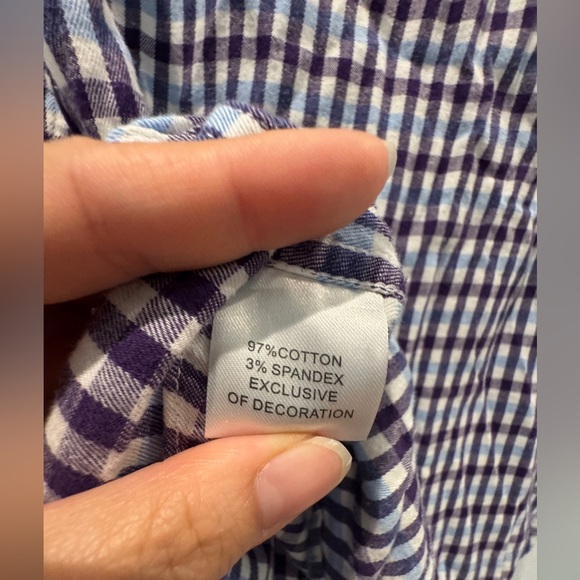 97%COTTON
3% SPANDEX
EXCLUSIVE
OF DECORATION